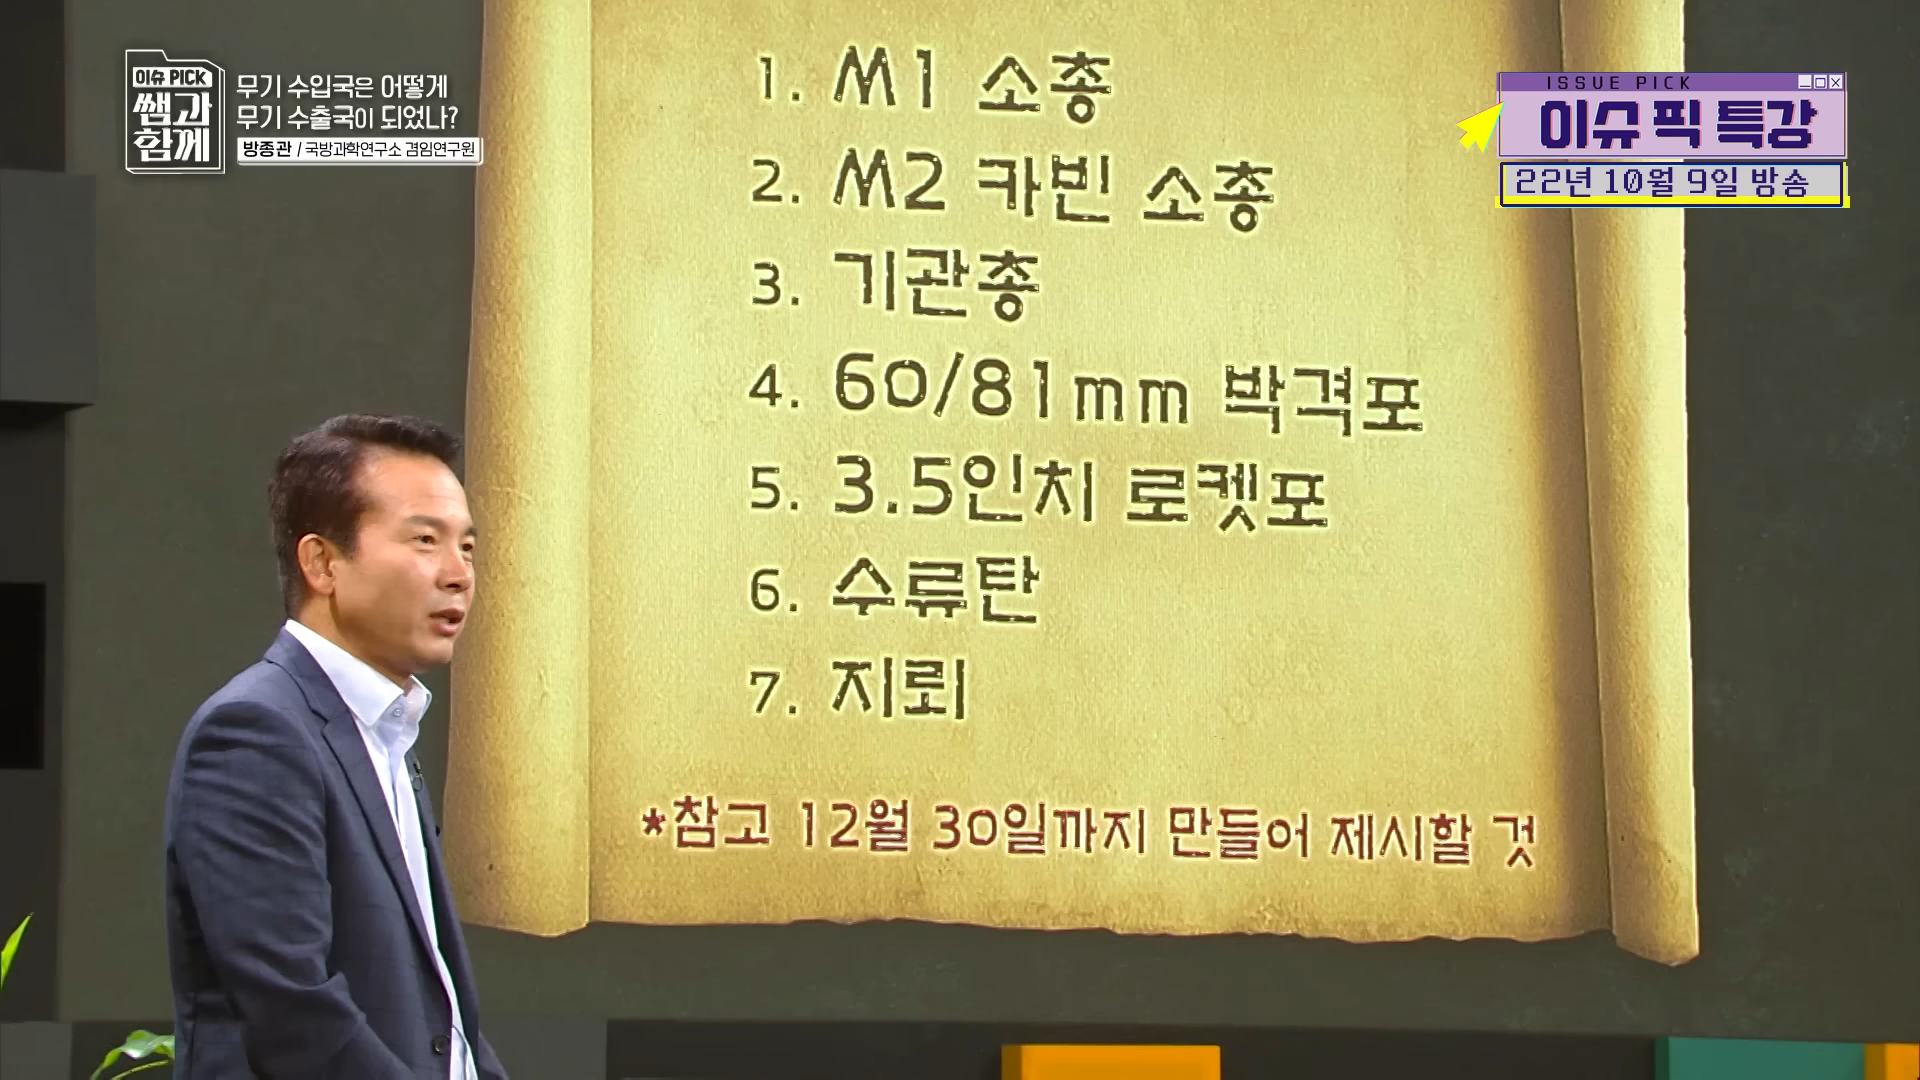 이슈 PICK
쌤과
함께
무기 수입국은 어떻게
무기 수출국이 되었나?
방종관 / 국방과학연구소 겸임연구원
ISSUE PICK
이슈 픽 특강
22년 10월 9일 방송
1. M1 소총
2. M2 카빈 소총
3. 기관총
4. 60/81mm 박격포
5. 3.5인치 로켓포
6. 수류탄
7. 지뢰
*참고 12월 30일까지 만들어 제시할 것